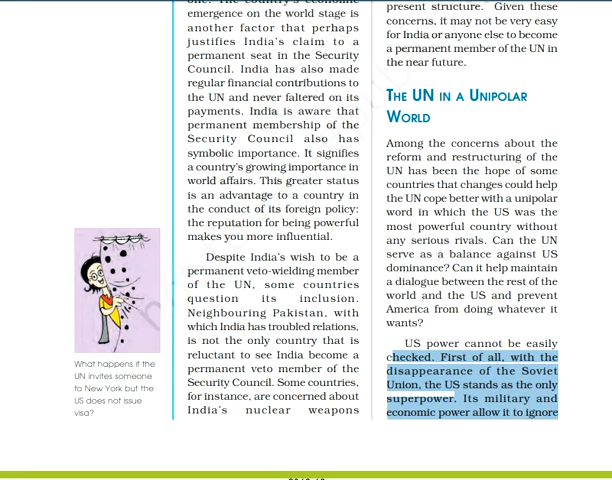 one. The country's economic
emergence on the world stage is
another factor that perhaps
justifies India's claim to a
permanent seat in the Security
Council. India has also made
regular financial contributions to
the UN and never faltered on its
payments. India is aware that
permanent membership of the
Security Council also has
symbolic importance. It signifies
a country's growing importance in
world affairs. This greater status
is an advantage to a country in
the conduct of its foreign policy:
the reputation for being powerful
makes you more influential.
Despite India's wish to be a
permanent veto-wielding member
of the UN, some countries
question its inclusion.
Neighbouring Pakistan, with
which India has troubled relations,
is not the only country that is
reluctant to see India become a
permanent veto member of the
Security Council. Some countries,
for instance, are concerned about
India's nuclear weapons
What happens if the
UN invites someone
to New York but the
US does not issue
visa?
present structure. Given these
concerns, it may not be very easy
for India or anyone else to become
a permanent member of the UN in
the near future.
THE UN IN A UNIPOLAR
WORLD
Among the concerns about the
reform and restructuring of the
UN has been the hope of some
countries that changes could help
the UN cope better with a unipolar
word in which the US was the
most powerful country without
any serious rivals. Can the UN
serve as a balance against US
dominance? Can it help maintain
a dialogue between the rest of the
world and the US and prevent
America from doing whatever it
wants?
US power cannot be easily
checked. First of all, with the
disappearance of the Soviet
Union, the US stands as the only
superpower. Its military and
economic power allow it to ignore